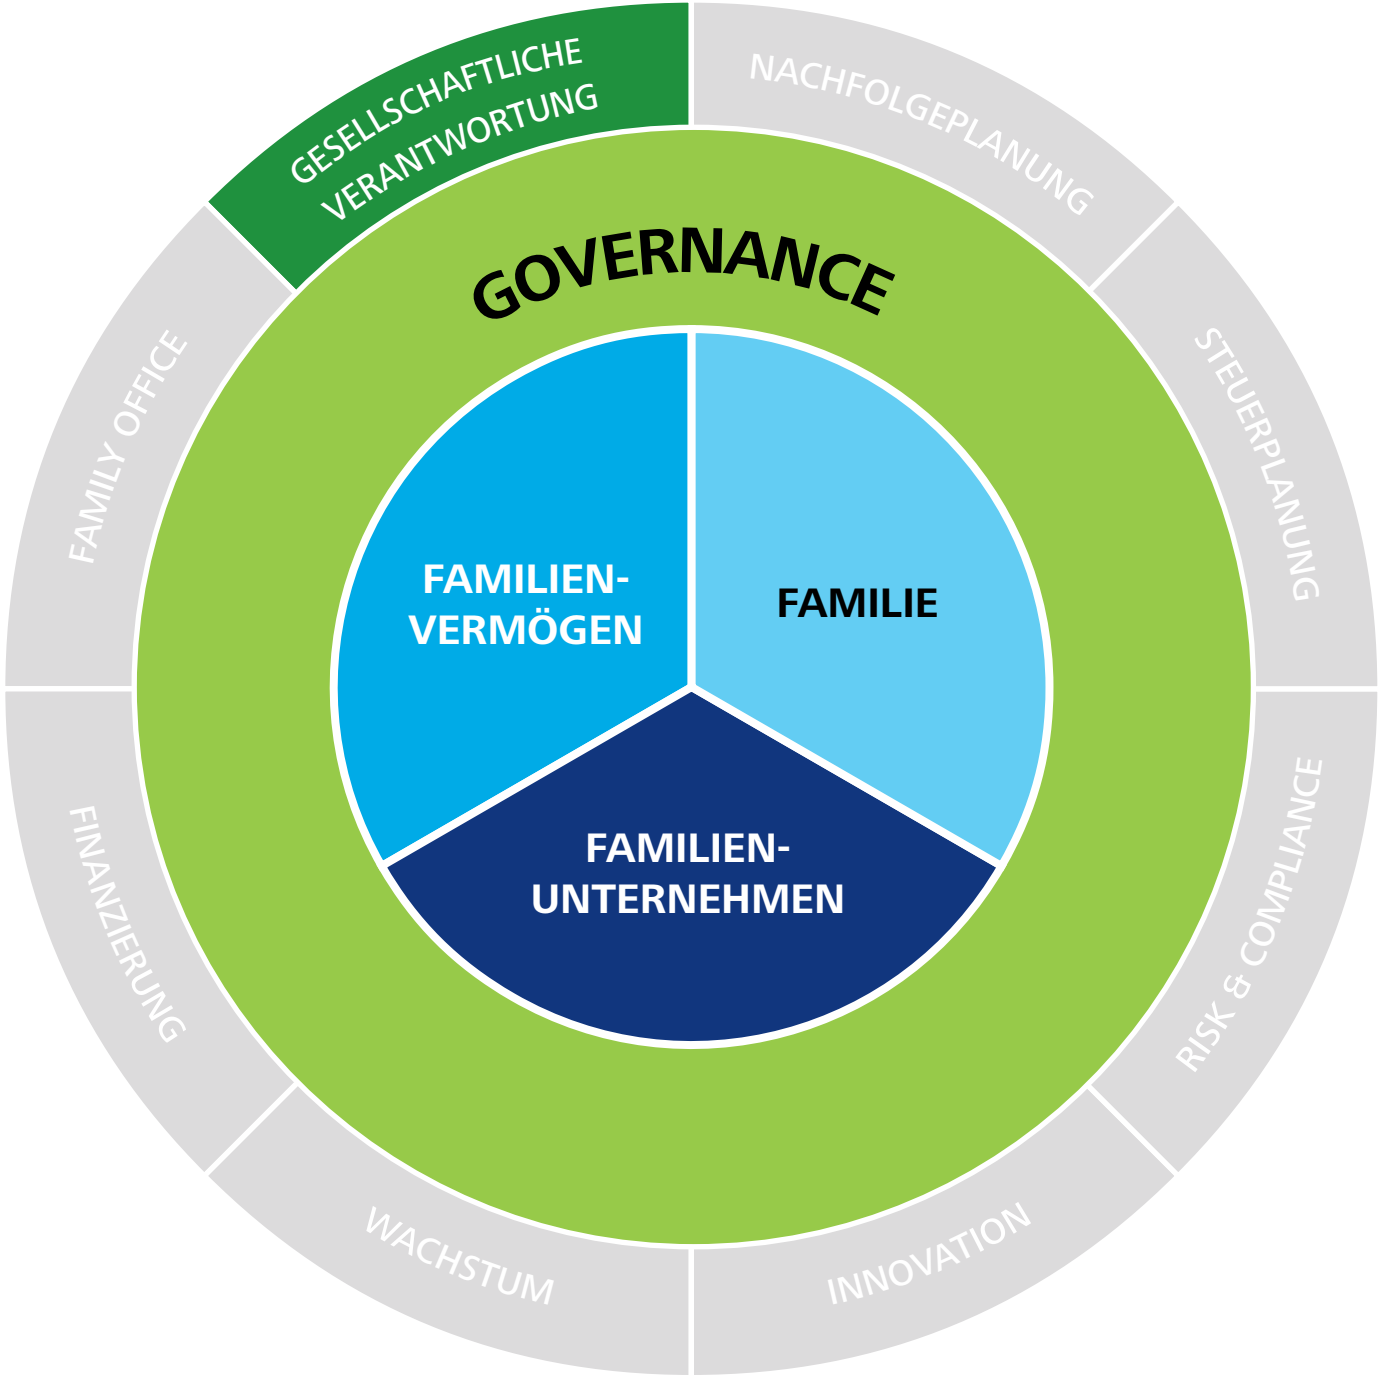 GESELLSCHAFTLICHE
VERANTWORTUNG
NACHFOLGEPLANUNG
STEUERPLANUNG
RISK & COMPLIANCE
INNOVATION
WACHSTUM
FINANZIERUNG
FAMILY OFFICE
GOVERNANCE
FAMILIEN-
VERMÖGEN
FAMILIE
FAMILIEN-
UNTERNEHMEN